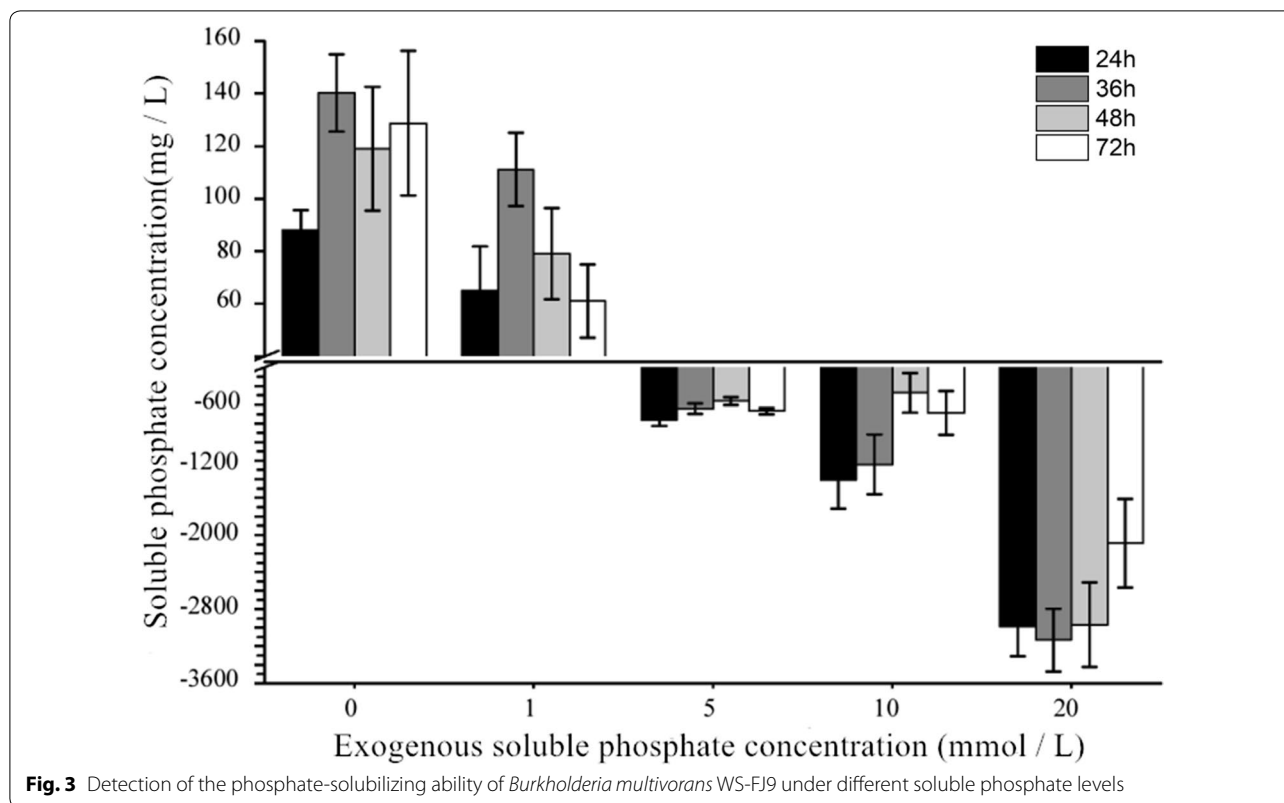 160
140
120
100
80
60
-600
-1200
-2000
-2800
-3600
Soluble phosphate concentration(mg / L)
24h
36h
48h
72h
0 1 5 10 20
Exogenous soluble phosphate concentration (mmol / L)
Fig. 3 Detection of the phosphate-solubilizing ability of Burkholderia multivorans WS-FJ9 under different soluble phosphate levels